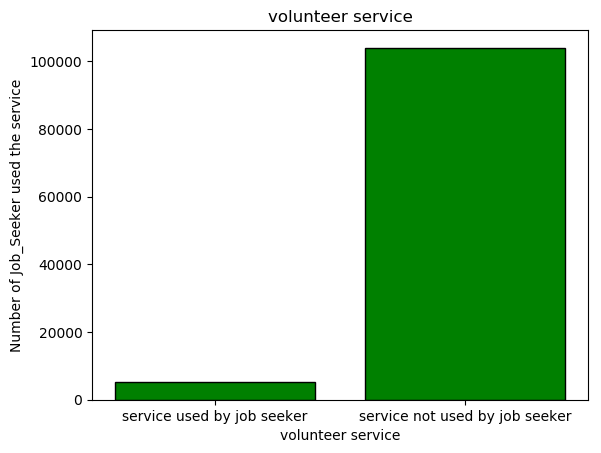 volunteer service
Number of Job_Seeker used the service
100000
80000
60000
40000
20000
0
service used by job seeker
service not used by job seeker
volunteer service